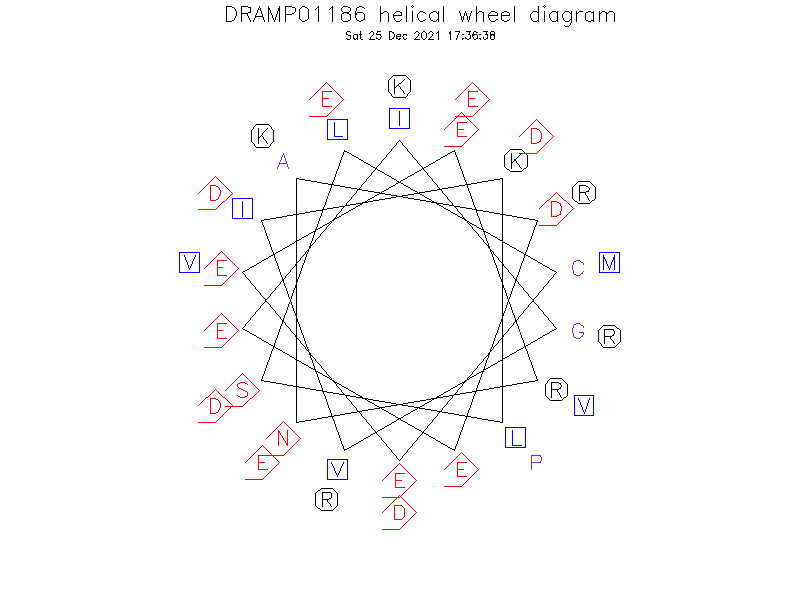 DRAMP01186 helical wheel diagram
Sat 25 Dec 2021 17:36:38
K
E E
I
L E
K D
A K
D R
I D
V E C M
E G R
D S R V
N L
E V E P
R E
D